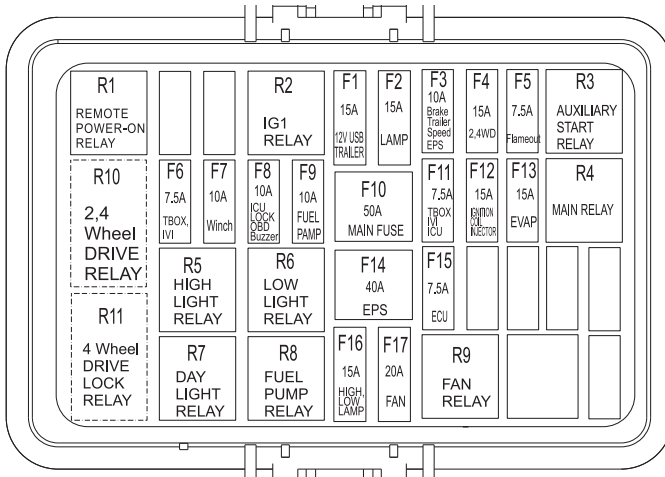 R1
REMOTE
POWER-ON
RELAY
R2
IG1
RELAY
F1
15A
12V USB
TRAILER
F2
15A
LAMP
F3
10A
Brake
Trailer
Speed
EPS
F4
15A
2,4WD
F5
7.5A
Flameout
R3
AUXILIARY
START
RELAY
R10
2,4
Wheel
DRIVE
RELAY
F6
7.5A
TBOX,
IVI
F7
10A
Winch
F8
10A
ICU
LOCK
OBD
Buzzer
F9
10A
FUEL
PAMP
F10
50A
MAIN FUSE
F11
7.5A
TBOX
IVI
ICU
F12
15A
IGNITION
COIL
INJECTOR
F13
15A
EVAP
R4
MAIN RELAY
R5
HIGH
LIGHT
RELAY
R6
LOW
LIGHT
RELAY
F14
40A
EPS
F15
7.5A
ECU
R11
4 Wheel
DRIVE
LOCK
RELAY
R7
DAY
LIGHT
RELAY
R8
FUEL
PUMP
RELAY
F16
15A
HIGH,
LOW
LAMP
F17
20A
FAN
R9
FAN
RELAY